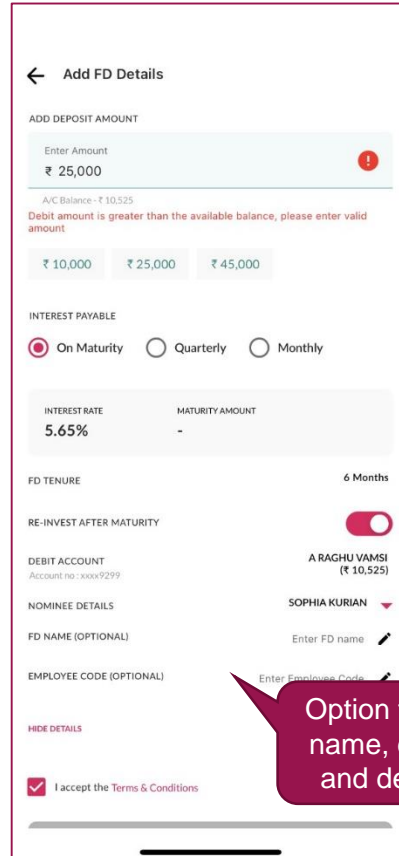 Add FD Details
ADD DEPOSIT AMOUNT
Enter Amount
₹ 25,000
A/C Balance - ₹ 10,525
Debit amount is greater than the available balance, please enter valid
amount
₹ 10,000 ₹ 25,000 ₹ 45,000
INTEREST PAYABLE
On Maturity Quarterly Monthly
INTEREST RATE MATURITY AMOUNT
5.65% -
FD TENURE 6 Months
RE-INVEST AFTER MATURITY
DEBIT ACCOUNT A RAGHU VAMSI
Account no : xxxx9299 (₹ 10,525)
NOMINEE DETAILS SOPHIA KURIAN
FD NAME (OPTIONAL) Enter FD name
EMPLOYEE CODE (OPTIONAL) Enter Employee Code
Option
name,
and
HIDE DETAILS
I accept the Terms & Conditions